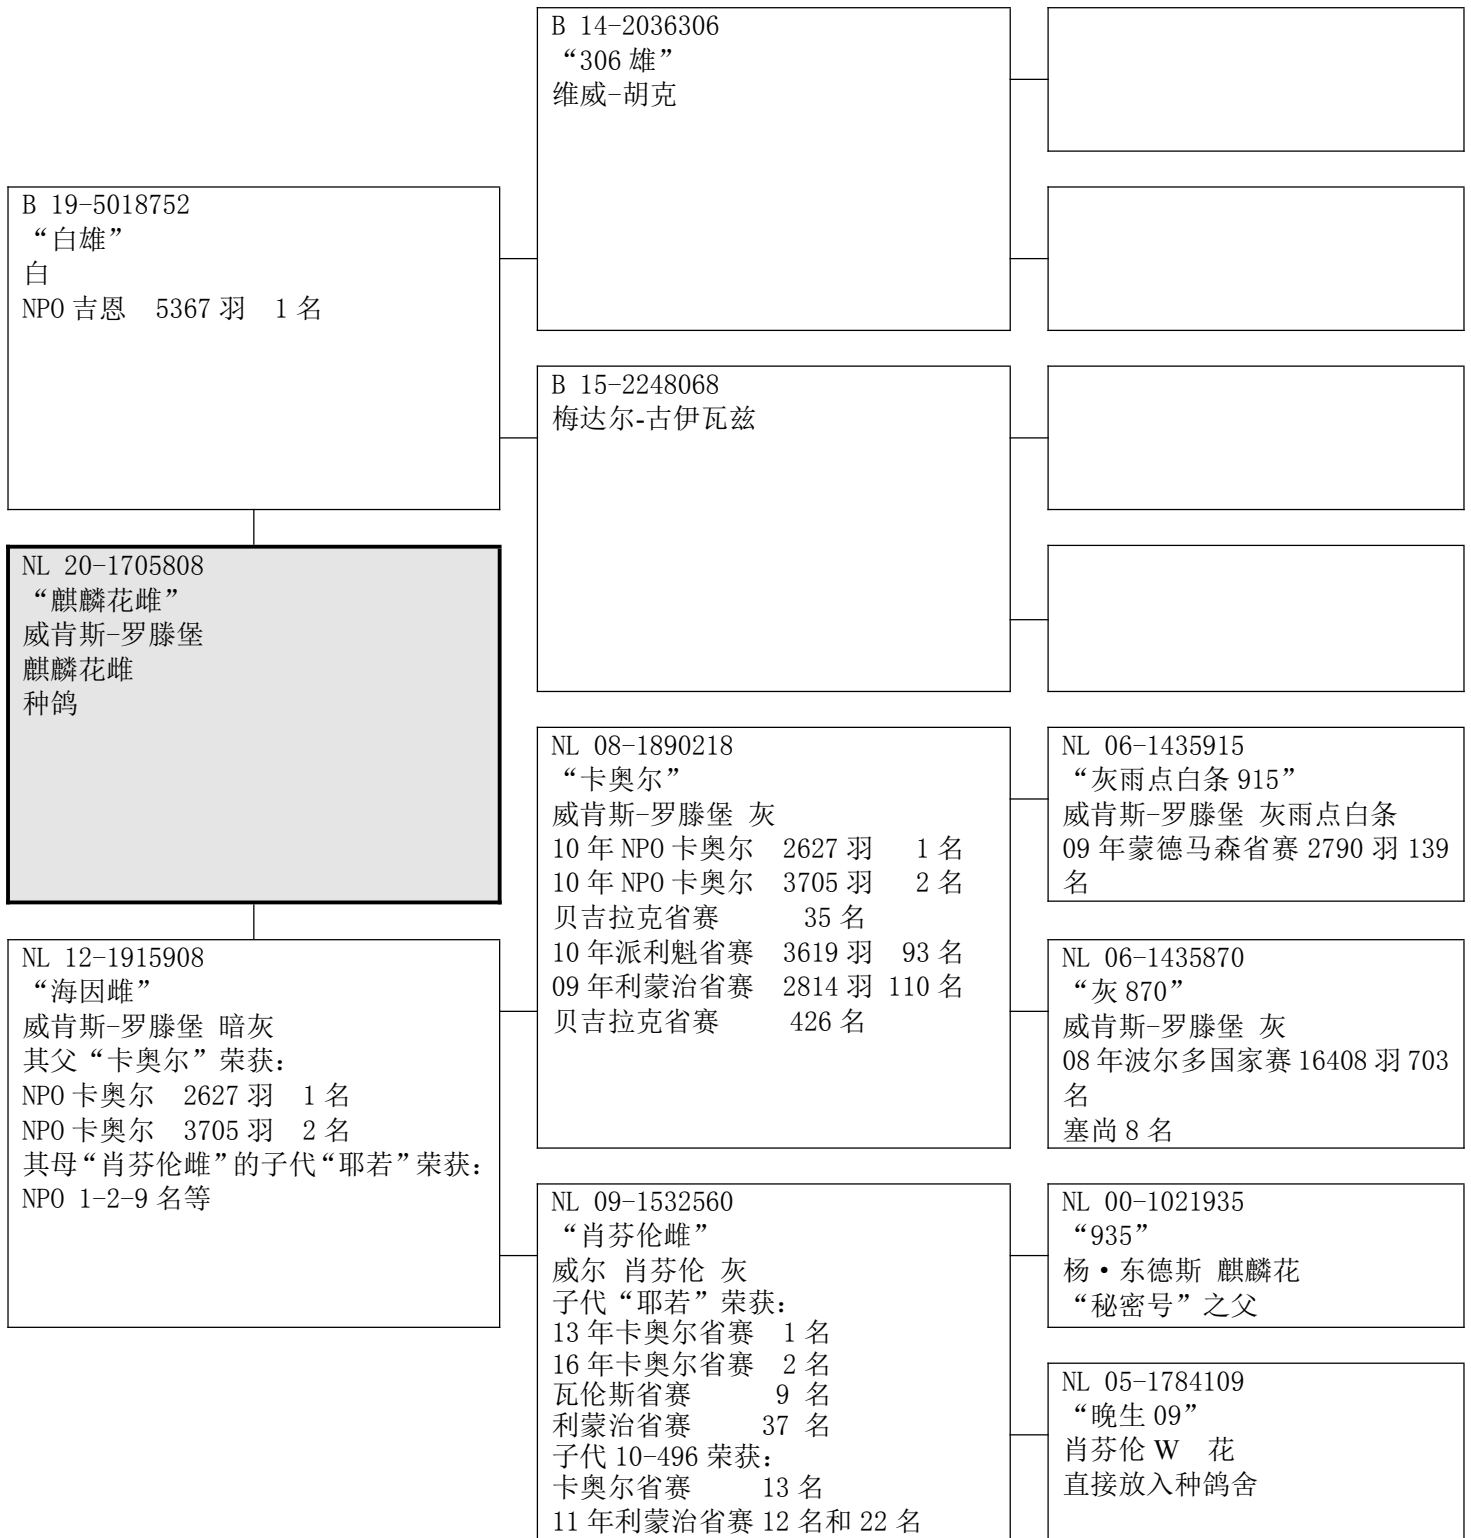 B 14-2036306
“306 雄”
维威-胡克
B 19-5018752
“白雄”
白
NPO 吉恩 5367 羽 1 名
B 15-2248068
梅达尔-古伊瓦兹
NL 20-1705808
“麒麟花雌”
威肯斯-罗滕堡
麒麟花雌
种鸽
NL 08-1890218
“卡奥尔”
威肯斯-罗滕堡 灰
10 年 NPO 卡奥尔 2627 羽 1 名
10 年 NPO 卡奥尔 3705 羽 2 名
贝吉拉克省赛 35 名
10 年派利魁省赛 3619 羽 93 名
09 年利蒙治省赛 2814 羽 110 名
贝吉拉克省赛 426 名
NL 06-1435915
“灰雨点白条 915”
威肯斯-罗滕堡 灰雨点白条
09 年蒙德马森省赛 2790 羽 139
名
NL 12-1915908
“海因雌”
威肯斯-罗滕堡 暗灰
其父“卡奥尔”荣获：
NPO 卡奥尔 2627 羽 1 名
NPO 卡奥尔 3705 羽 2 名
其母“肖芬伦雌”的子代“耶若”荣获：
NPO 1-2-9 名等
NL 06-1435870
“灰 870”
威肯斯-罗滕堡 灰
08 年波尔多国家赛 16408 羽 703
名
塞尚 8 名
NL 09-1532560
“肖芬伦雌”
威尔 肖芬伦 灰
子代“耶若”荣获：
13 年卡奥尔省赛 1 名
16 年卡奥尔省赛 2 名
瓦伦斯省赛 9 名
利蒙治省赛 37 名
子代 10-496 荣获：
卡奥尔省赛 13 名
11 年利蒙治省赛 12 名和 22 名
NL 00-1021935
“935”
杨·东德斯 麒麟花
“秘密号”之父
NL 05-1784109
“晚生 09”
肖芬伦 W 花
直接放入种鸽舍